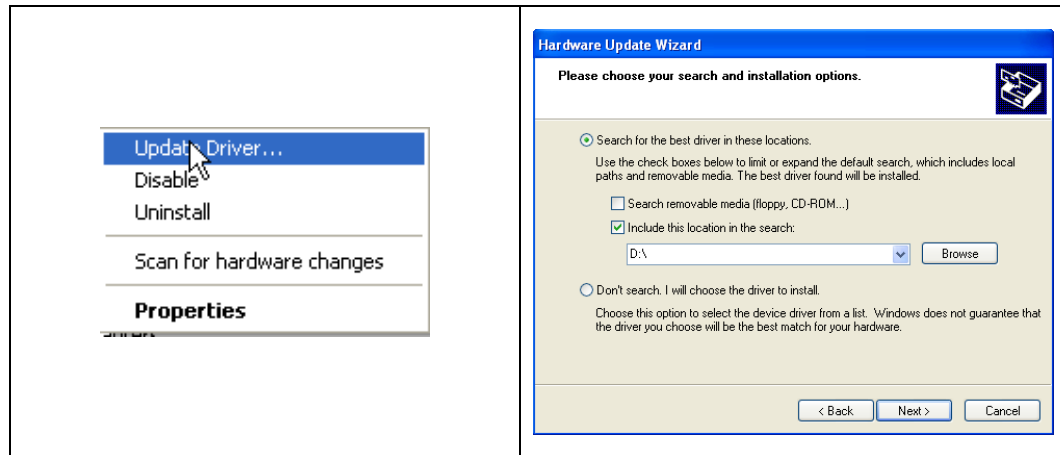 Update Driver...
Disable
Uninstall
Scan for hardware changes
Properties
Hardware Update Wizard
Please choose your search and installation options.
Search for the best driver in these locations.
Use the check boxes below to limit or expand the default search, which includes local
paths and removable media. The best driver found will be installed.
Search removable media (floppy, CD-ROM...)
Include this location in the search:
D:\
Browse
Don't search. I will choose the driver to install.
Choose this option to select the device driver from a list. Windows does not guarantee that
the driver you choose will be the best match for your hardware.
< Back
Next >
Cancel